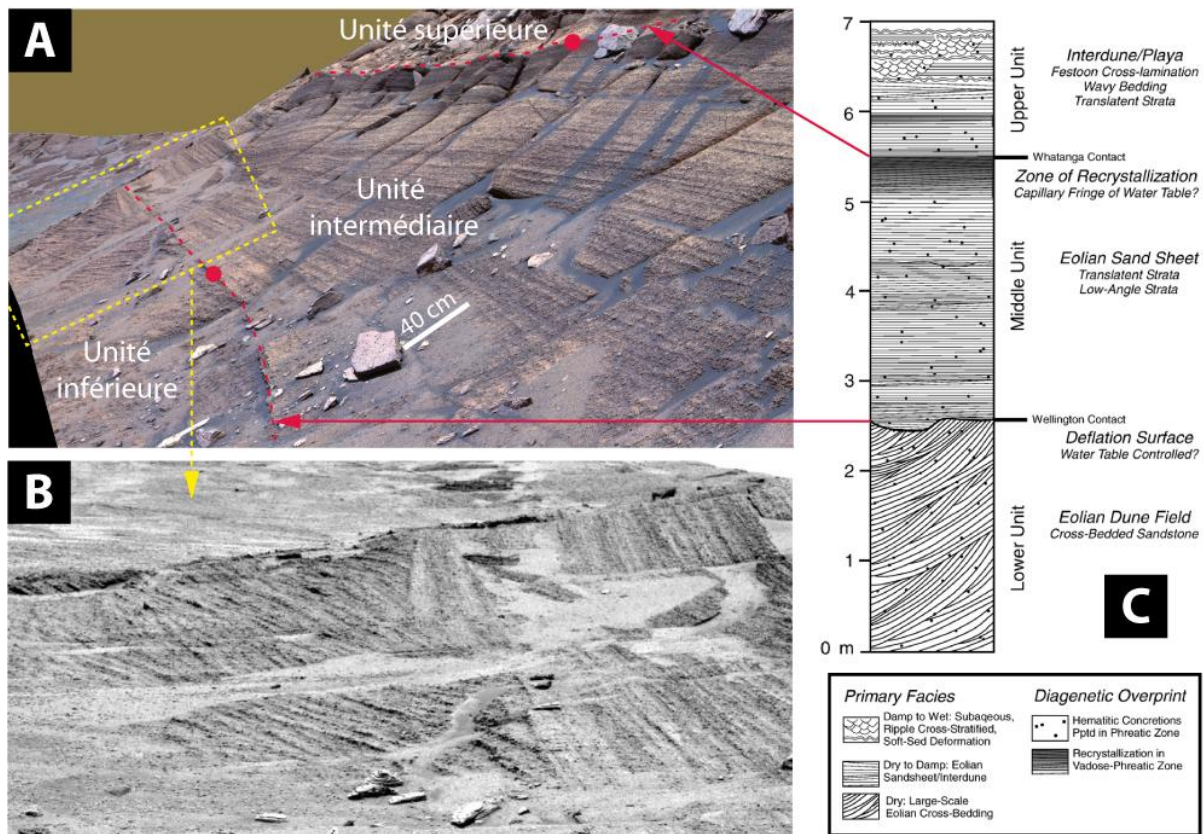 A
Unité supérieure
Unité
intermédiaire
40 cm
Unité
inférieure
B
7
6
5
4
3
2
1
0 m
Upper Unit
Middle Unit
Lower Unit
Interdune/Playa
Festoon Cross-lamination
Wavy Bedding
Translatent Strata
Whatanga Contact
Zone of Recrystallization
Capillary Fringe of Water Table?
Eolian Sand Sheet
Translatent Strata
Low-Angle Strata
Wellington Contact
Deflation Surface
Water Table Controlled?
Eolian Dune Field
Cross-Bedded Sandstone
C
Primary Facies
Damp to Wet: Subaqeous,
Ripple Cross-Stratified,
Soft-Sed Deformation
Dry to Damp: Eolian
Sandsheet/Interdune
Dry: Large-Scale
Eolian Cross-Bedding
Diagenetic Overprint
Hematitic Concretions
Pptd in Phreatic Zone
Recrystallization in
Vadose-Phreatic Zone